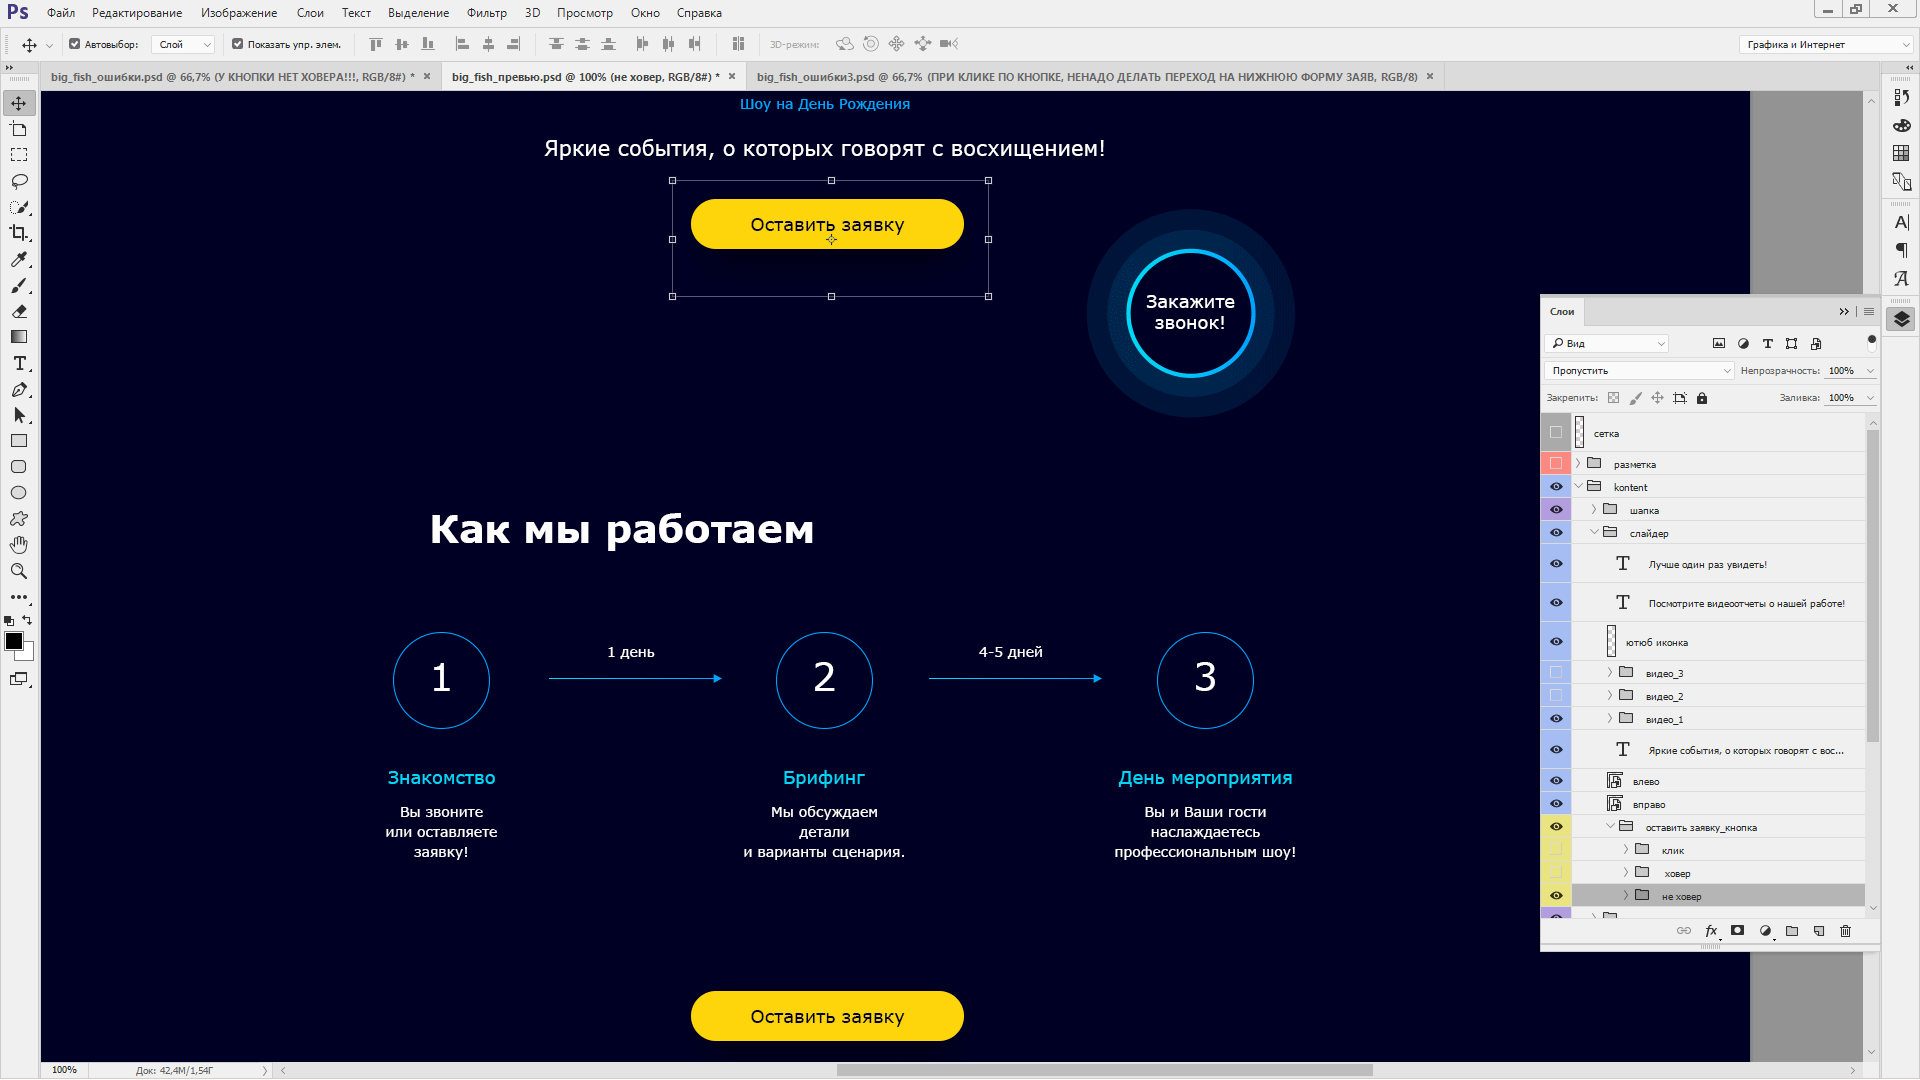 Ps
Файл
Редактирование
Изображение
Слои
Текст
Выделение
Фильтр
3D
Просмотр
Окно
Справка
Автовыбор:
Слой
Показать упр. элем.
3D-режим:
Графика и Интернет
big_fish_ошибки.psd @ 66,7% (У КНОПКИ НЕТ ХОВЕРА!!!, RGB/8#) *
big_fish_превью.psd @ 100% (не ховер, RGB/8#) *
big_fish_ошибки3.psd @ 66,7% (ПРИ КЛИКЕ ПО КНОПКЕ, НЕНАДО ДЕЛАТЬ ПЕРЕХОД НА НИЖНЮЮ ФОРМУ ЗАЯВ, RGB/8)
Шоу на День Рождения
Яркие события, о которых говорят с восхищением!
Оставить заявку
Закажите
звонок!
Как мы работаем
1
1 день
2
4-5 дней
3
Знакомство
Вы звоните
или оставляете
заявку!
Брифинг
Мы обсуждаем
детали
и варианты сценария.
День мероприятия
Вы и Ваши гости
наслаждаетесь
профессиональным шоу!
Оставить заявку
Слои
Вид
Пропустить
Непрозрачность: 100%
Закрепить:
Заливка: 100%
сетка
разметка
kontent
шапка
слайдер
Лучше один раз увидеть!
Посмотрите видеоотчеты о нашей работе!
ютюб иконка
видео_3
видео_2
видео_1
Яркие события, о которых говорят с вос...
влево
вправо
оставить заявку_кнопка
клик
ховер
не ховер
fx
100%
Док: 42,4M/1,54Г